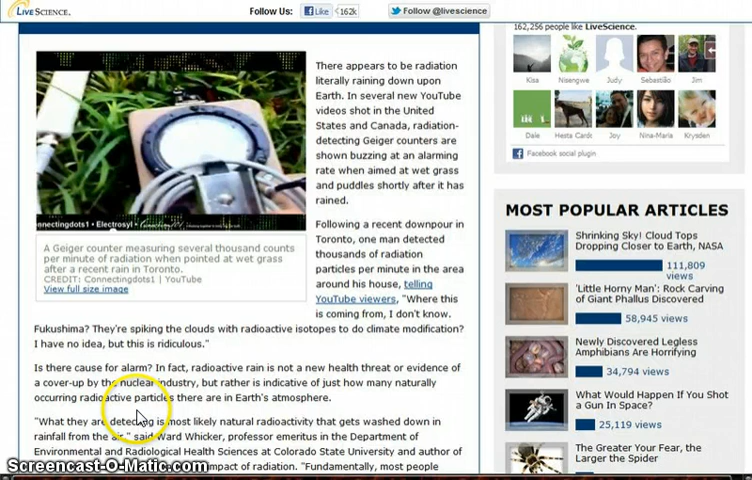 LIVESCIENCE.
Follow Us:
Like
162k
Follow @livescience
162,256 people like LiveScience.
Kisa
Nisengwe
Judy
Sebastião
Jim
Dale
Hesta Cards
Joy
Nina-Maria
Krysden
Facebook social plugin
There appears to be radiation
literally raining down upon
Earth. In several new YouTube
videos shot in the United
States and Canada, radiation-
detecting Geiger counters are
shown buzzing at an alarming
rate when aimed at wet grass
and puddles shortly after it has
rained.
Following a recent downpour in
Toronto, one man detected
thousands of radiation
particles per minute in the area
around his house, telling
YouTube viewers, "Where this
is coming from, I don't know.
Fukushima? They're spiking the clouds with radioactive isotopes to do climate modification?
I have no idea, but this is ridiculous."
nnectingdots1 • Electrosyl •
A Geiger counter measuring several thousand counts
per minute of radiation when pointed at wet grass
after a recent rain in Toronto.
CREDIT: Connectingdots1 | YouTube
View full size image
Is there cause for alarm? In fact, radioactive rain is not a new health threat or evidence of
a cover-up by the nuclear industry, but rather is indicative of just how many naturally
occurring radioactive particles there are in Earth's atmosphere.
"What they are detecting is most likely natural radioactivity that gets washed down in
rainfall from the air," said Ward Whicker, professor emeritus in the Department of
Environmental and Radiological Health Sciences at Colorado State University and author of
impact of radiation. "Fundamentally, most people
MOST POPULAR ARTICLES
Shrinking Sky! Cloud Tops
Dropping Closer to Earth, NASA
111,809
views
'Little Horny Man': Rock Carving
of Giant Phallus Discovered
58,945 views
Newly Discovered Legless
Amphibians Are Horrifying
34,794 views
What Would Happen If You Shot
a Gun In Space?
25,119 views
The Greater Your Fear, the
Larger the Spider
Screencast-O-Matic.com